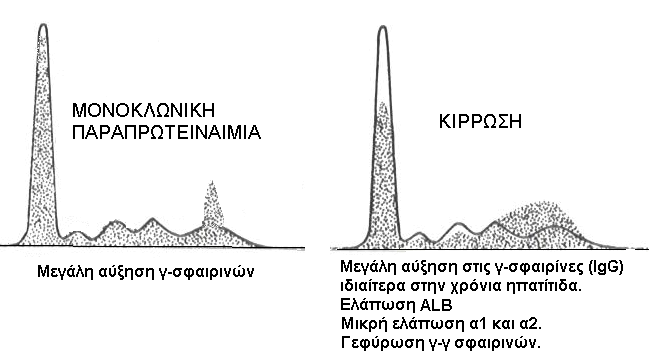 ΜΟΝΟΚΛΩΝΙΚΗ
ΠΑΡΑΠΡΩΤΕΙΝΑΙΜΙΑ
Μεγάλη αύξηση γ-σφαιρινών
ΚΙΡΡΩΣΗ
Μεγάλη αύξηση στις γ-σφαιρίνες (IgG)
ιδιαίτερα στην χρόνια ηπατίτιδα.
Ελάπωση ALB
Μικρή ελάπωση α1 και α2.
Γεφύρωση γ-γ σφαιρινών.